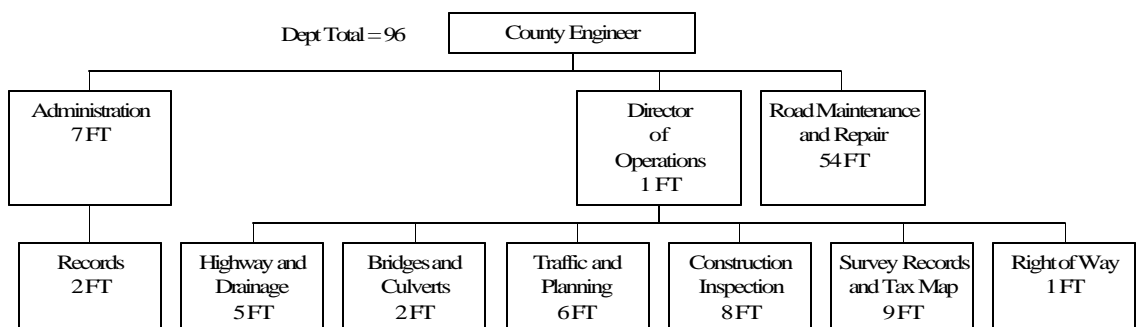 Dept Total = 96
County Engineer
Administration
7 FT
Director
of
Operations
1 FT
Road Maintenance
and Repair
54 FT
Records
2 FT
Highway and
Drainage
5 FT
Bridges and
Culverts
2 FT
Traffic and
Planning
6 FT
Construction
Inspection
8 FT
Survey Records
and Tax Map
9 FT
Right of Way
1 FT